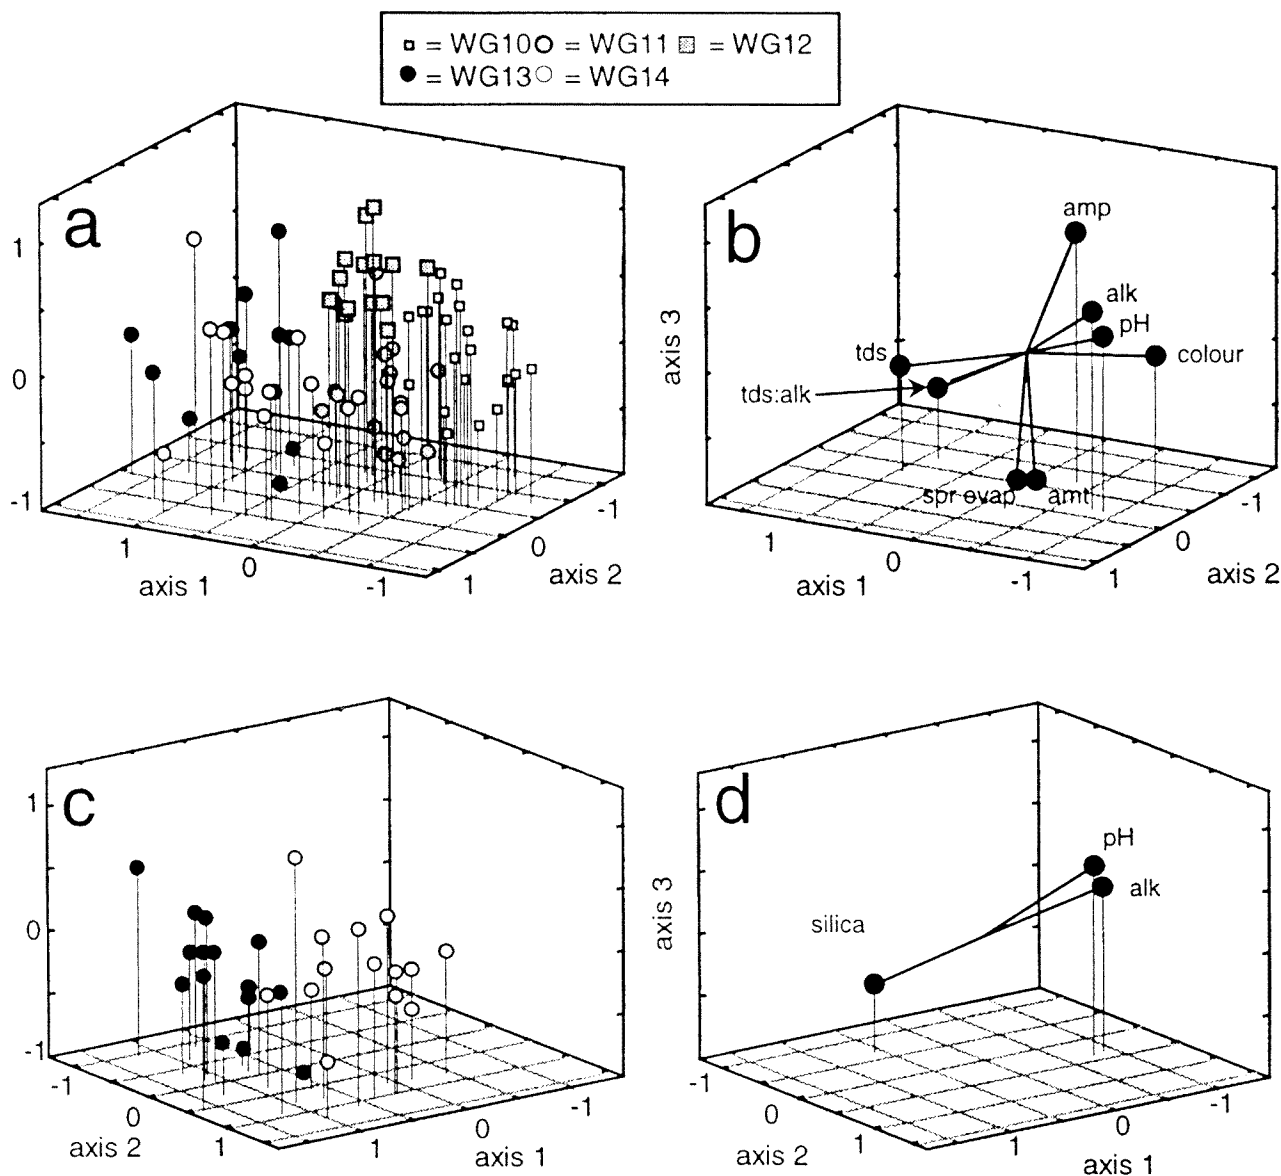 = WG10 = WG11 = WG12
= WG13 = WG14
a
1
0
-1
1
0
-1
axis 1
1
0
-1
axis 2
b
axis 3
amp
alk
pH
colour
tds
tds:alk
spr evap
amt
1
0
-1
axis 1
1
0
-1
axis 2
c
1
0
-1
-1
0
1
axis 2
1
0
-1
axis 1
d
axis 3
pH
alk
silica
-1
0
1
axis 2
1
0
-1
axis 1